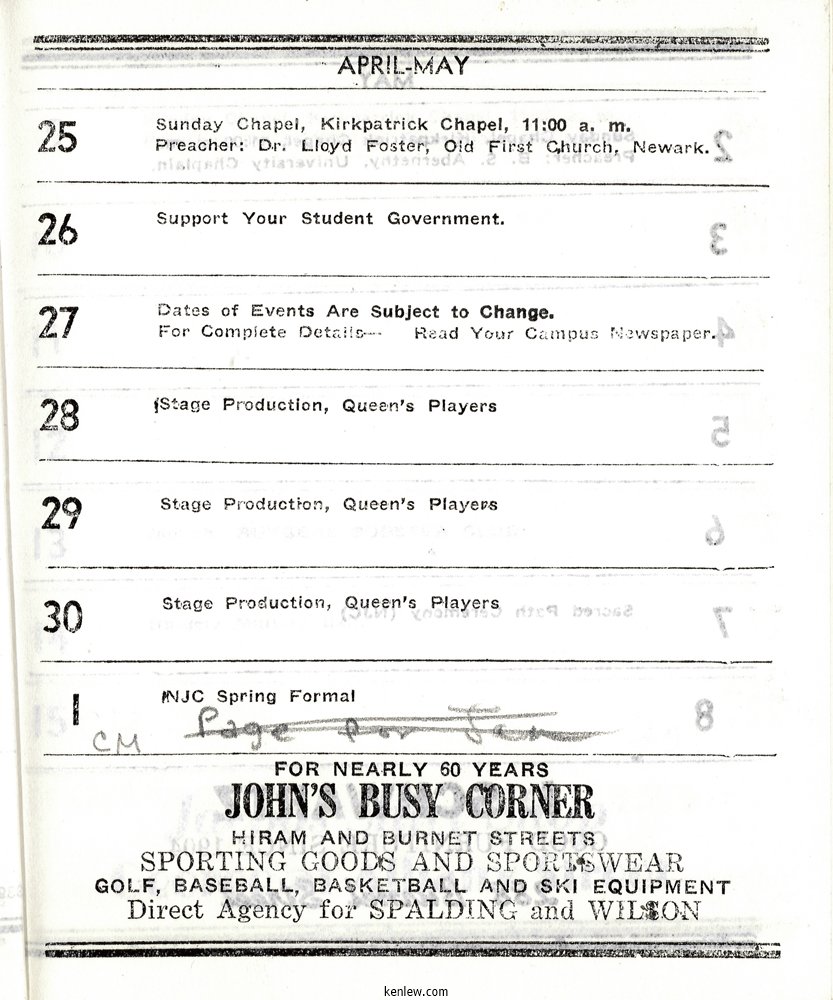 APRIL-MAY
25
Sunday Chapel, Kirkpatrick Chapel, 11:00 a. m.
Preacher: Dr. Lloyd Foster, Old First Church, Newark.
26
Support Your Student Government.
27
Dates of Events Are Subject to Change.
For Complete Details— Read Your Campus Newspaper.
28
Stage Production, Queen's Players
29
Stage Production, Queen's Players
30
Stage Production, Queen's Players
1
NJC Spring Formal
CM
Page for
FOR NEARLY 60 YEARS
JOHN'S BUSY CORNER
HIRAM AND BURNET STREETS
SPORTING GOODS AND SPORTSWEAR
GOLF, BASEBALL, BASKETBALL AND SKI EQUIPMENT
Direct Agency for SPALDING and WILSON
kenlew.com